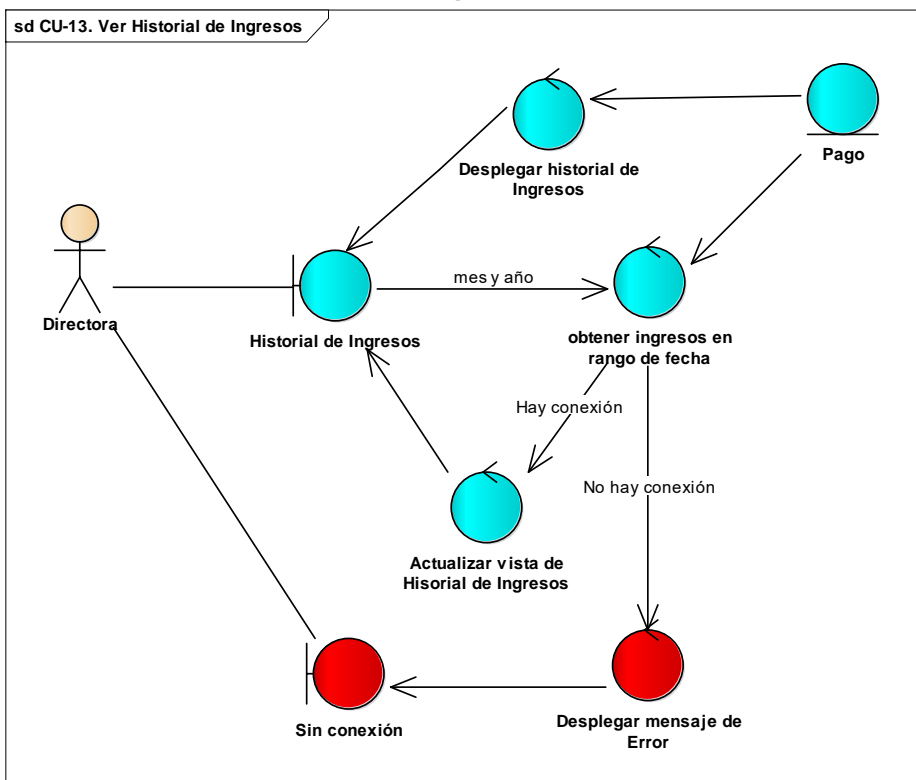 sd CU-13. Ver Historial de Ingresos
Desplegar historial de
Ingresos
Pago
Directora
Historial de Ingresos
mes y año
obtener ingresos en
rango de fecha
Hay conexión
No hay conexión
Actualizar vista de
Hisorial de Ingresos
Sin conexión
Desplegar mensaje de
Error